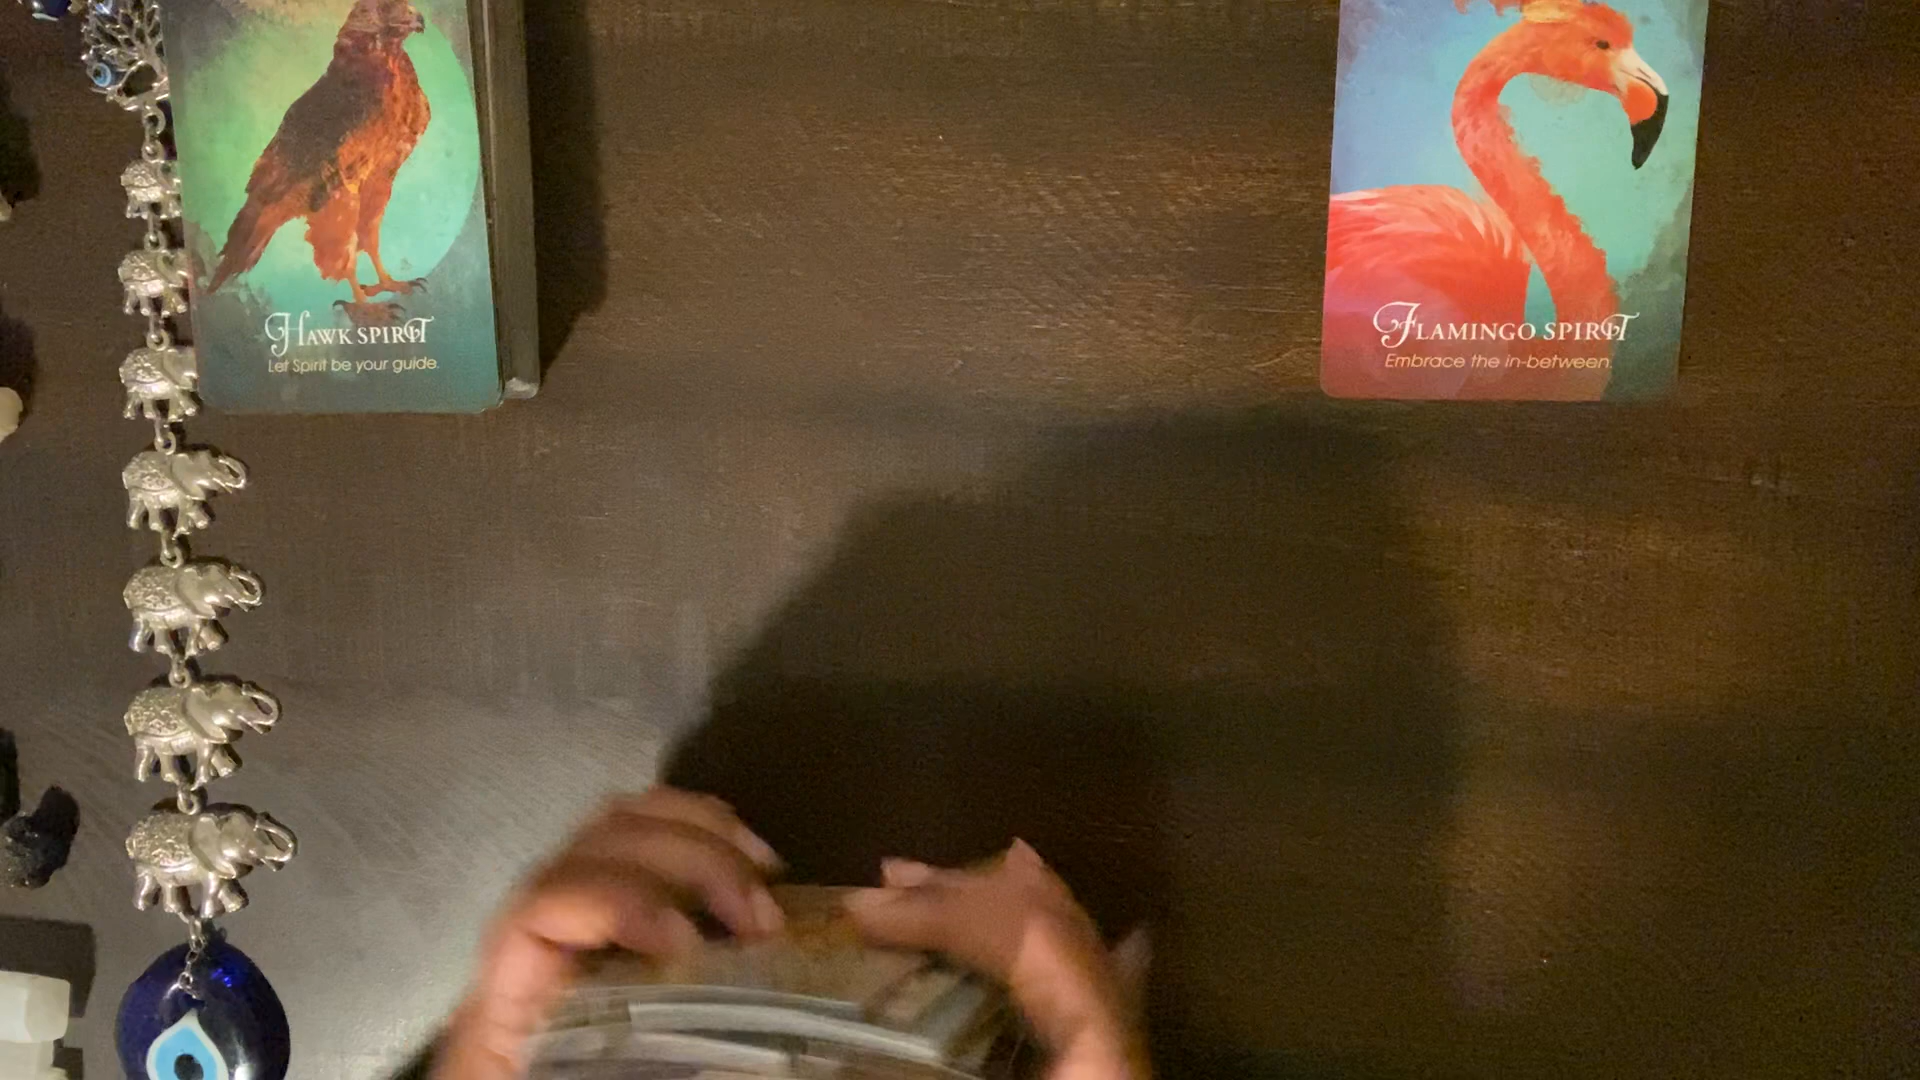 HAWK SPIRIT
Let Spirit be your guide.
FLAMINGO SPIRIT
Embrace the in-between.